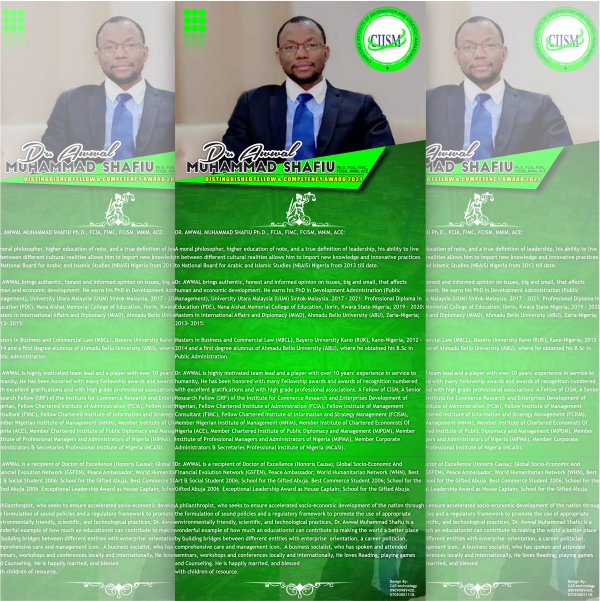 CIISM
Dr. Awwal
MUHAMMAD SHAFIU Ph.D, FCIA, FIMC,
FCISM, MNIM, ACE
DISTINGUISHED FELLOW & COMPETENCY AWARD 2021
DR. AWWAL MUHAMMAD SHAFIU Ph.D., FCIA, FIMC, FCISM, MNIM, ACE:
A moral philosopher, higher education of note, and a true definition of leadership, his ability to live
in between different cultural realities allows him to import new knowledge and innovative practices
to National Board for Arabic and Islamic Studies (NBAIS) Nigeria from 2013 till date.
Dr. AWWAL brings authentic, honest and informed opinion on issues, big and small, that affects
human and economic development. He earns his PhD in Development Administration (Public
Management), University Utara Malaysia (UUM) Sintok-Malaysia. 2017 - 2021: Professional Diploma in
Education (PDE), Nana Aishat Memorial College of Education, Ilorin, Kwara State-Nigeria; 2019 - 2020:
Masters in International Affairs and Diplomacy (MIAD), Ahmadu Bello University (ABU), Zaria-Nigeria;
2013- 2015:
Masters in Business and Commercial Law (MBCL), Bayero University Kano (BUK), Kano-Nigeria, 2012 -
2014 and a first degree alumnus of Ahmadu Bello University (ABU), where he obtained his B.Sc in
Public Administration.
Dr. AWWAL is highly motivated team lead and a player with over 10 years' experience in service to
humanity, He has been honored with many fellowship awards and awards of recognition numbered
with excellent gratifications and with high grade professional associations. A Fellow of CISM, A Senior
Research Fellow (SRF) of the Institute for Commerce Research and Enterprises Development of
Nigerian, Fellow Chartered Institute of Administration (FCIA), Fellow Institute of Management
Consultant (FIMC), Fellow Chartered Institute of Information and Strategy Management (FCISM),
Member Nigerian Institute of Management (MNIM), Member Institute of Chartered Economists Of
Nigeria (ACE), Member Chartered Institute of Public Diplomacy and Management (MIPDM), Member
Institute of Professional Managers and Administrators of Nigeria (MIPMA), Member Corporate
Administrators & Secretaries Professional Institute of Nigeria (MCASI).
Dr. AWWAL is a recipient of Doctor of Excellence (Honoris Causa); Global Socio-Economic And
Financial Evolution Network (GSFEN), Peace Ambassador; World Humanitarian Network (WHN), Best
Art & Social Student 2006; School for the Gifted Abuja, Best Commerce Student 2006; School for the
Gifted Abuja 2006 Exceptional Leadership Award as House Captain; School for the Gifted Abuja.
A philanthropist, who seeks to ensure accelerated socio-economic development of the nation through
the formulation of sound policies and a regulatory framework to promote the use of appropriate
environmentally friendly, scientific, and technological practices, Dr. Awwal Muhammad Shafiu is a
wonderful example of how much an educationist can contribute to making the world a better place
by building bridges between different entities with enterprise orientation, a career politician,
comprehensive care and management icon. A business socialist, who has spoken and attended
seminars, workshops and conferences locally and internationally, He loves Reading, playing games
and Counseling. He is happily married, and blessed
with children of resource.
Design By: